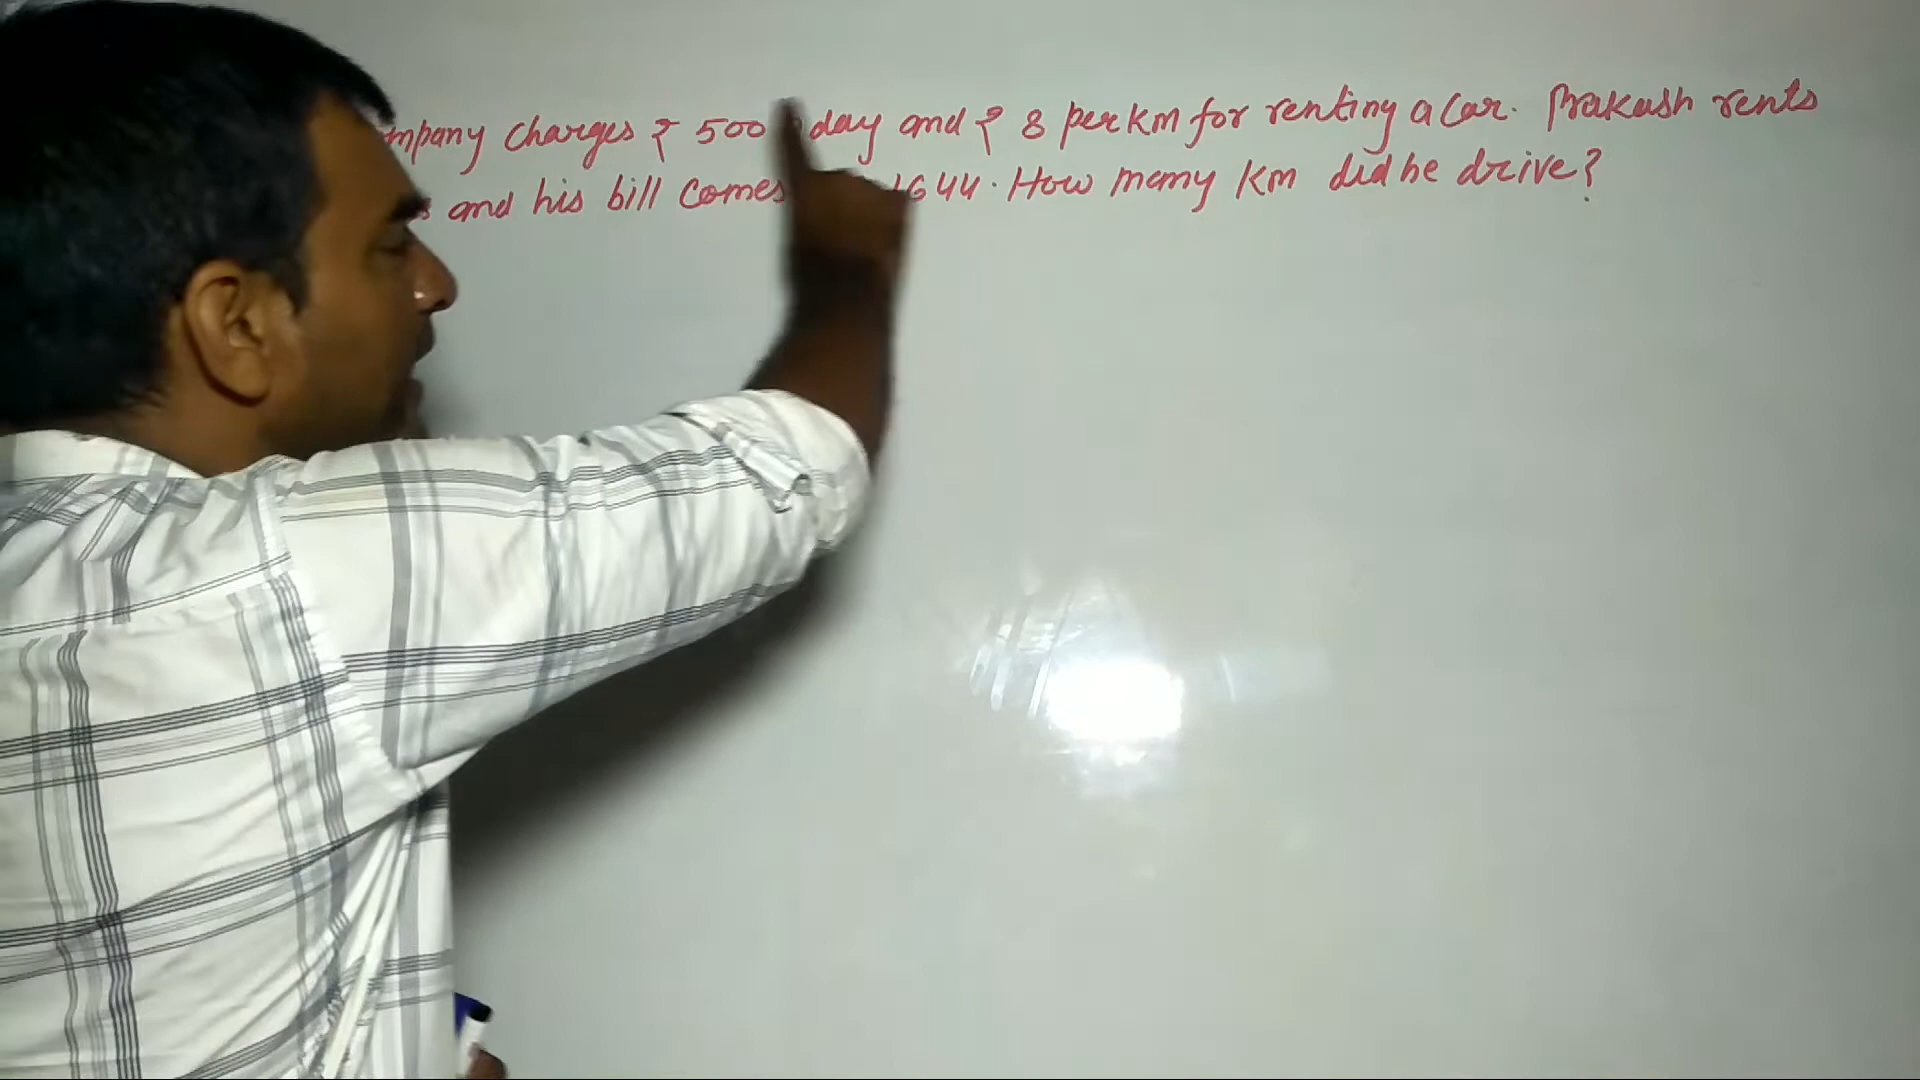 mpany charges ₹ 500 day and ₹ 8 per km for renting a car. Prakash rents
s and his bill comes 1644. How many km did he drive?